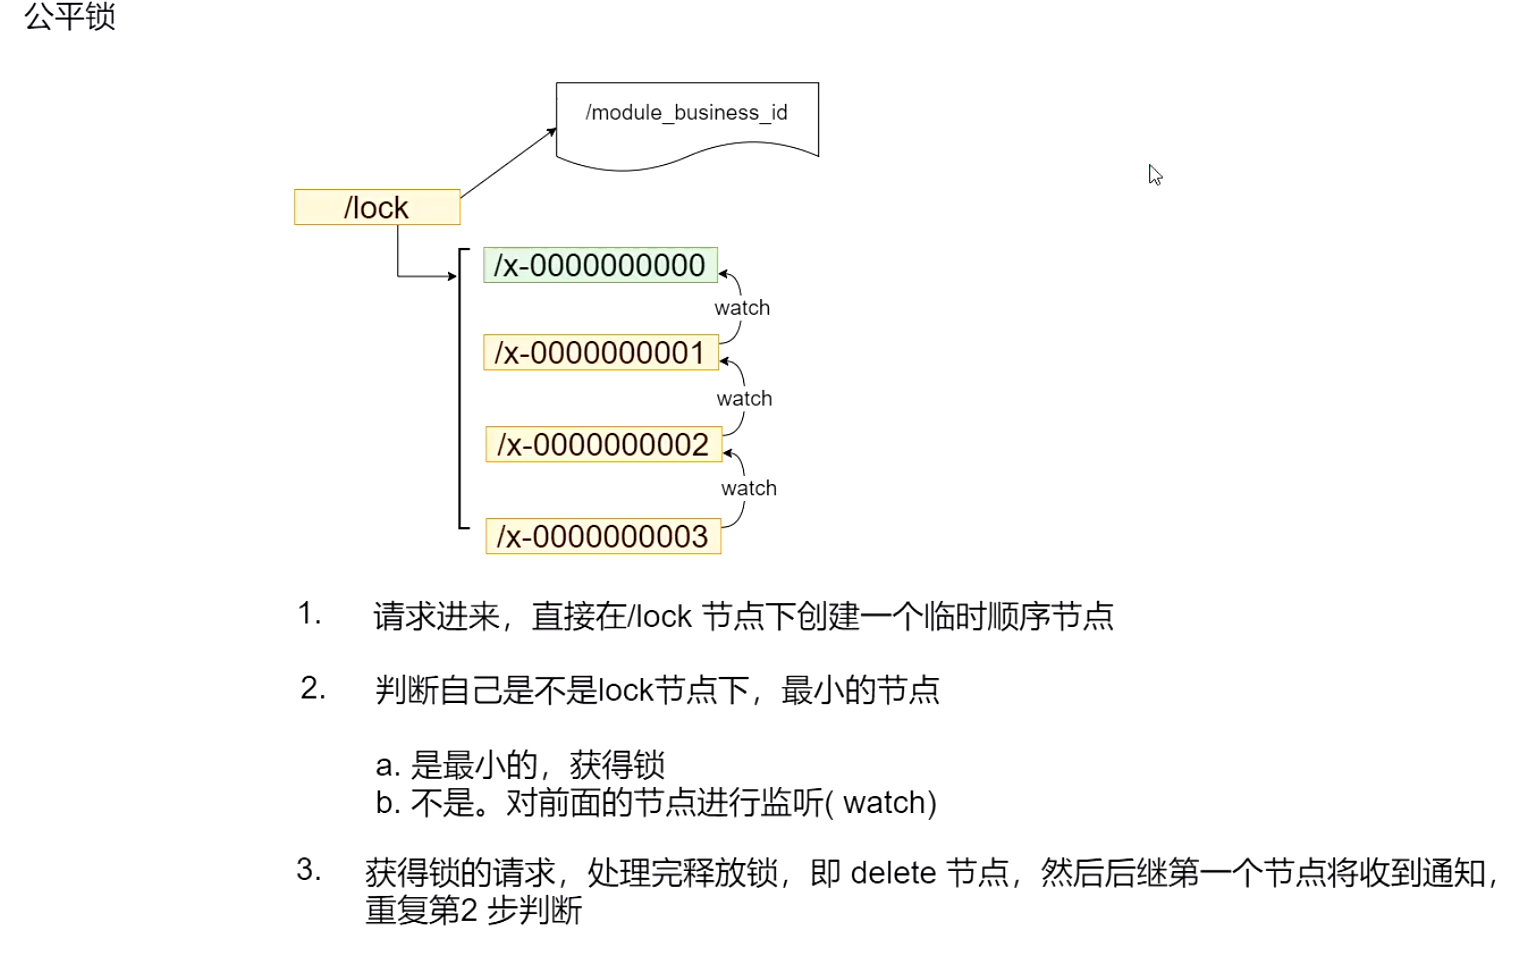 公平锁
/module_business_id
/lock
/x-0000000000
watch
/x-0000000001
watch
/x-0000000002
watch
/x-0000000003
1. 请求进来，直接在/lock 节点下创建一个临时顺序节点
2. 判断自己是不是lock节点下，最小的节点
a. 是最小的，获得锁
b. 不是。对前面的节点进行监听( watch)
3. 获得锁的请求，处理完释放锁，即 delete 节点，然后后继第一个节点将收到通知，
重复第2 步判断